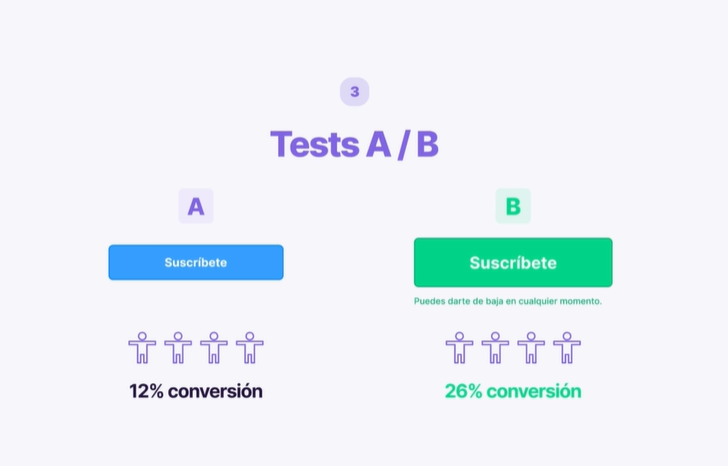 3
Tests A / B
A
B
Suscríbete
Suscríbete
Puedes darte de baja en cualquier momento.
12% conversión
26% conversión